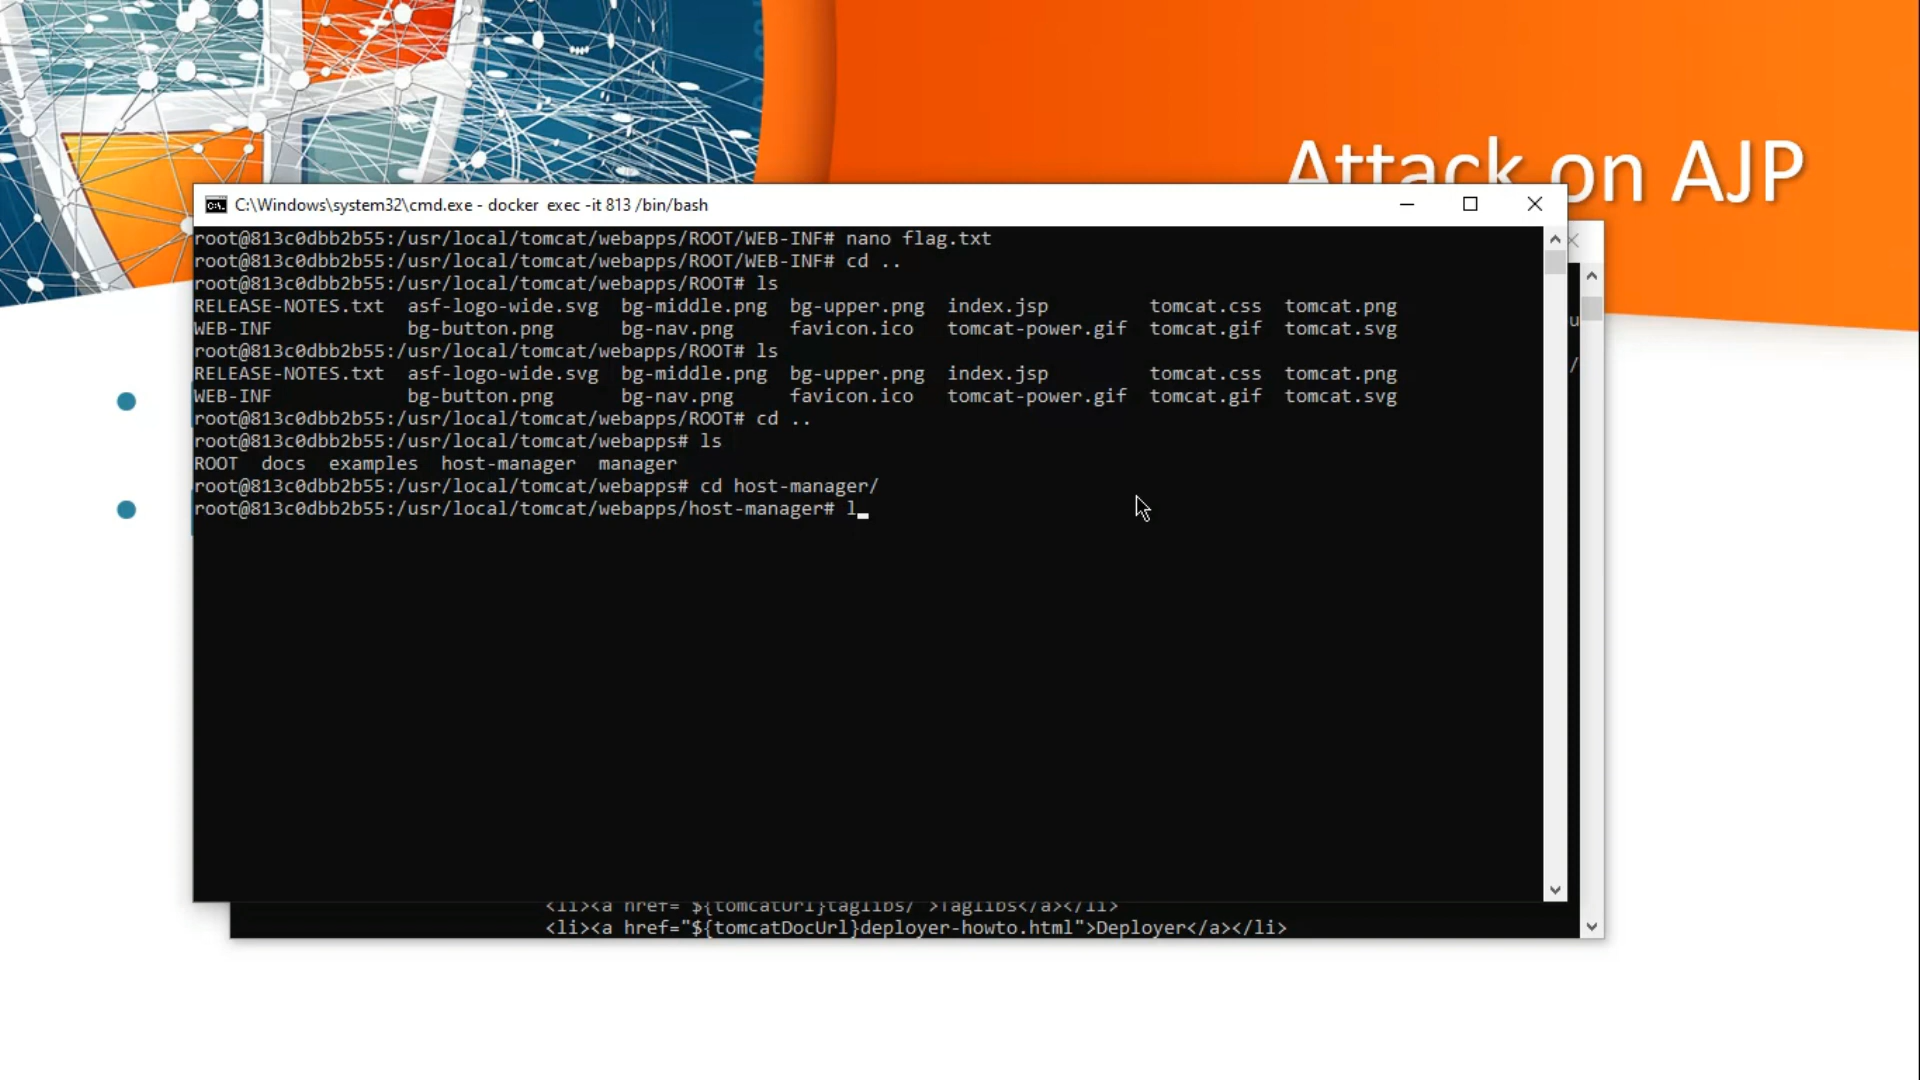 Attack on AJP
C:\Windows\system32\cmd.exe - docker  exec -it 813 /bin/bash
root@813c0dbb2b55:/usr/local/tomcat/webapps/ROOT/WEB-INF# nano flag.txt
root@813c0dbb2b55:/usr/local/tomcat/webapps/ROOT/WEB-INF# cd ..
root@813c0dbb2b55:/usr/local/tomcat/webapps/ROOT# ls
RELEASE-NOTES.txt  asf-logo-wide.svg  bg-middle.png  bg-upper.png  index.jsp         tomcat.css  tomcat.png
WEB-INF            bg-button.png      bg-nav.png     favicon.ico   tomcat-power.gif  tomcat.gif  tomcat.svg
root@813c0dbb2b55:/usr/local/tomcat/webapps/ROOT# ls
RELEASE-NOTES.txt  asf-logo-wide.svg  bg-middle.png  bg-upper.png  index.jsp         tomcat.css  tomcat.png
WEB-INF            bg-button.png      bg-nav.png     favicon.ico   tomcat-power.gif  tomcat.gif  tomcat.svg
root@813c0dbb2b55:/usr/local/tomcat/webapps/ROOT# cd ..
root@813c0dbb2b55:/usr/local/tomcat/webapps# ls
ROOT  docs  examples  host-manager  manager
root@813c0dbb2b55:/usr/local/tomcat/webapps# cd host-manager/
root@813c0dbb2b55:/usr/local/tomcat/webapps/host-manager# l
<li><a href="${tomcatUrl}taglibs/">Taglibs</a></li>
<li><a href="${tomcatDocUrl}deployer-howto.html">Deployer</a></li>